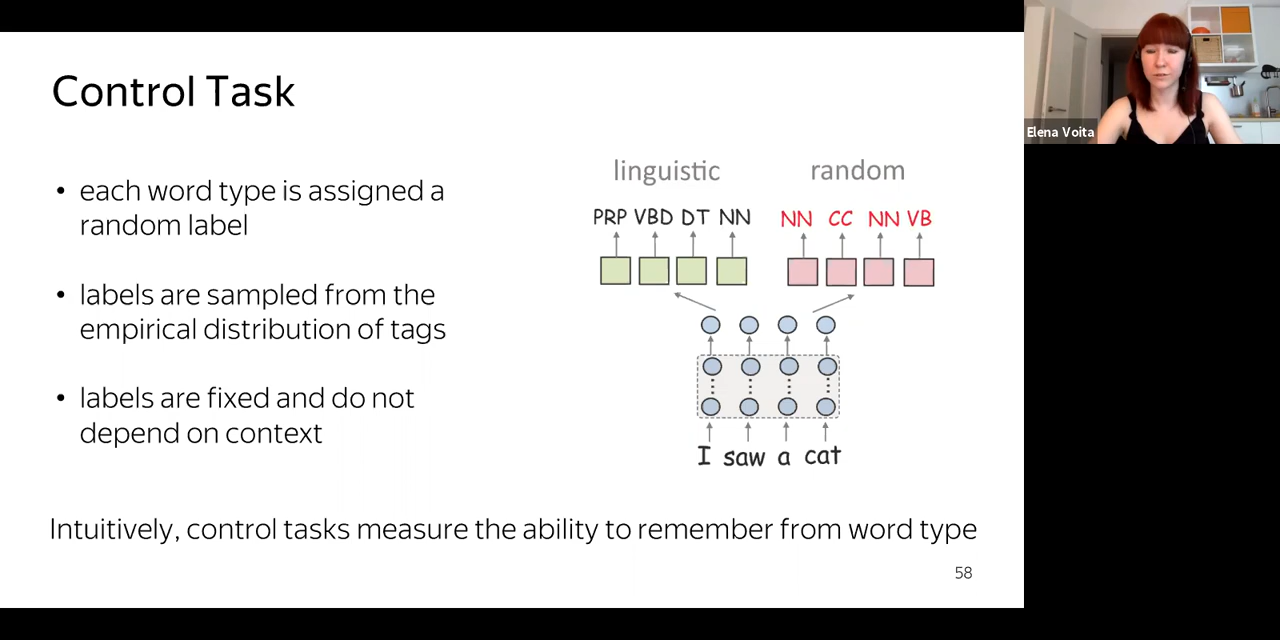 Control Task
• each word type is assigned a
random label
• labels are sampled from the
empirical distribution of tags
• labels are fixed and do not
depend on context
linguistic random
PRP VBD DT NN NN CC NN VB
I saw a cat
Intuitively, control tasks measure the ability to remember from word type
58
Elena Voita